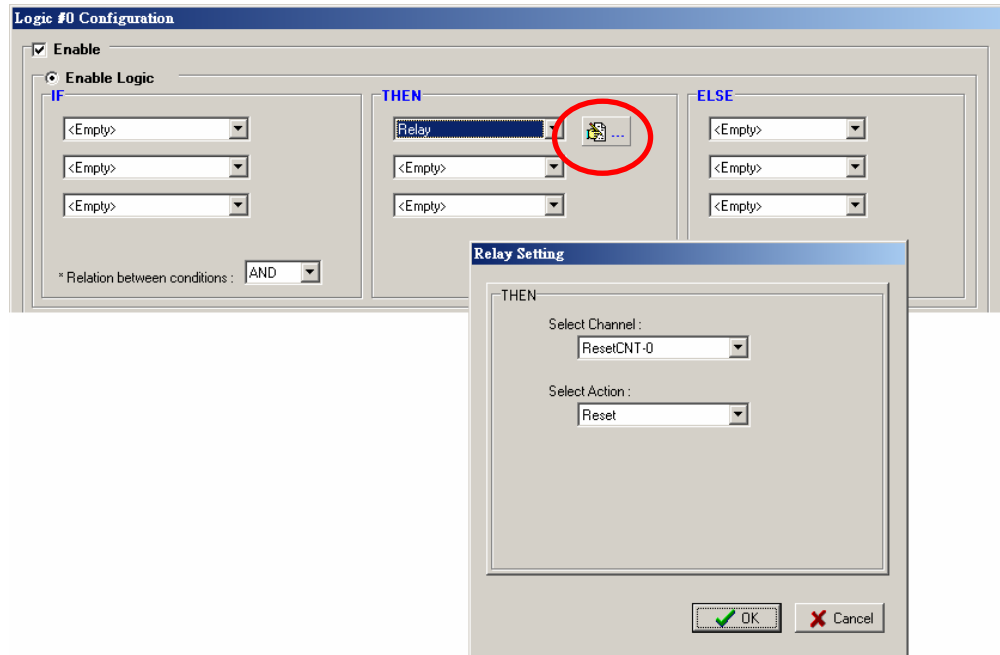 Logic #0 Configuration
Enable
Enable Logic
IF THEN ELSE
<Empty> Relay ... <Empty>
<Empty> <Empty> <Empty>
<Empty> <Empty> <Empty>
* Relation between conditions : AND
Relay Setting
THEN
Select Channel :
ResetCNT-0
Select Action :
Reset
OK Cancel